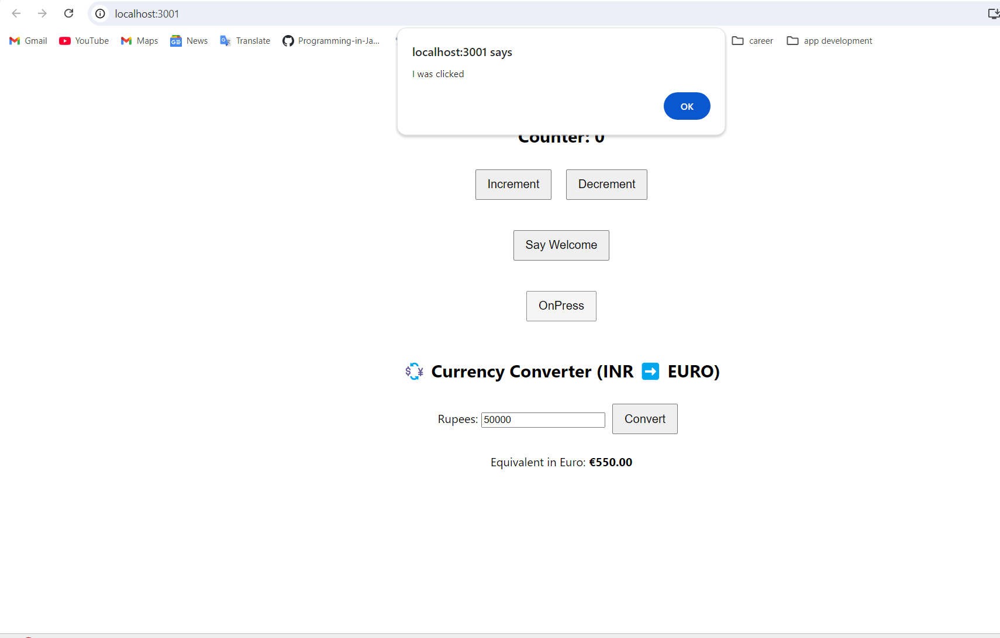 localhost:3001
Gmail YouTube Maps News Translate Programming-in-Ja... career app development
localhost:3001 says
I was clicked
OK
Counter: 0
Increment Decrement
Say Welcome
OnPress
Currency Converter (INR ➡️ EURO)
Rupees: 50000 Convert
Equivalent in Euro: €550.00